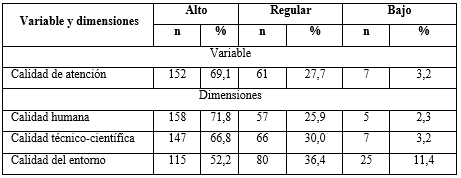 Variable y dimensiones Alto Regular Bajo
n % n % n %
Variable
Calidad de atención 152 69,1 61 27,7 7 3,2
Dimensiones
Calidad humana 158 71,8 57 25,9 5 2,3
Calidad técnico-científica 147 66,8 66 30,0 7 3,2
Calidad del entorno 115 52,2 80 36,4 25 11,4